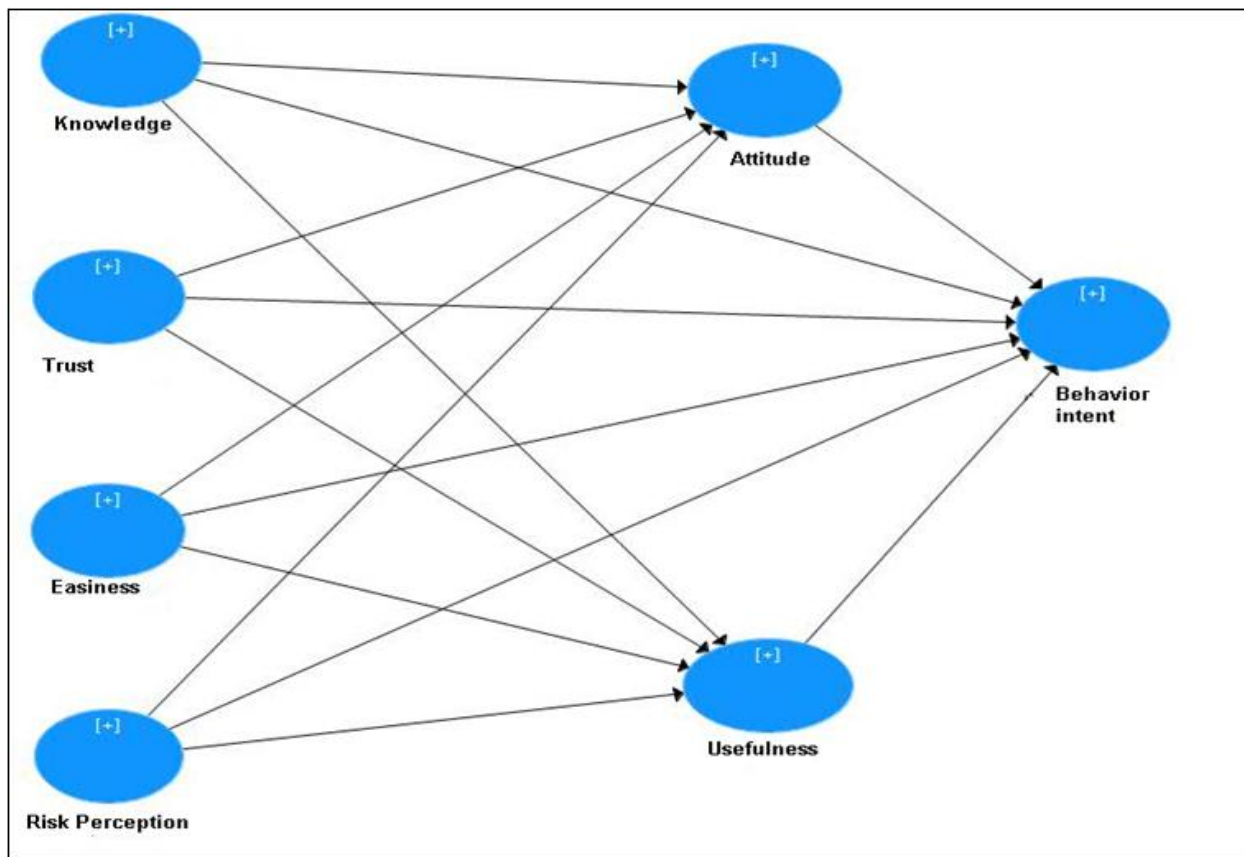 [+]
Knowledge
[+]
Attitude
[+]
Trust
[+]
Behavior
intent
[+]
Easiness
[+]
Usefulness
[+]
Risk Perception